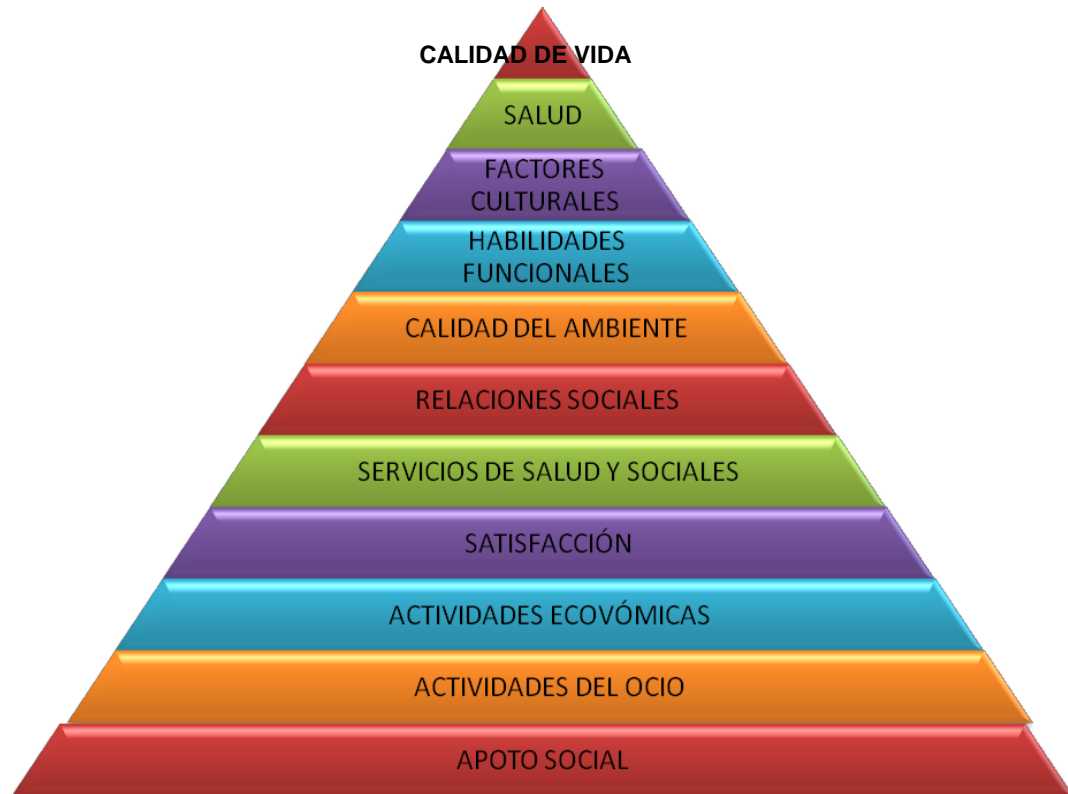 CALIDAD DE VIDA
SALUD
FACTORES
CULTURALES
HABILIDADES
FUNCIONALES
CALIDAD DEL AMBIENTE
RELACIONES SOCIALES
SERVICIOS DE SALUD Y SOCIALES
SATISFACCIÓN
ACTIVIDADES ECOVÓMICAS
ACTIVIDADES DEL OCIO
APOTO SOCIAL